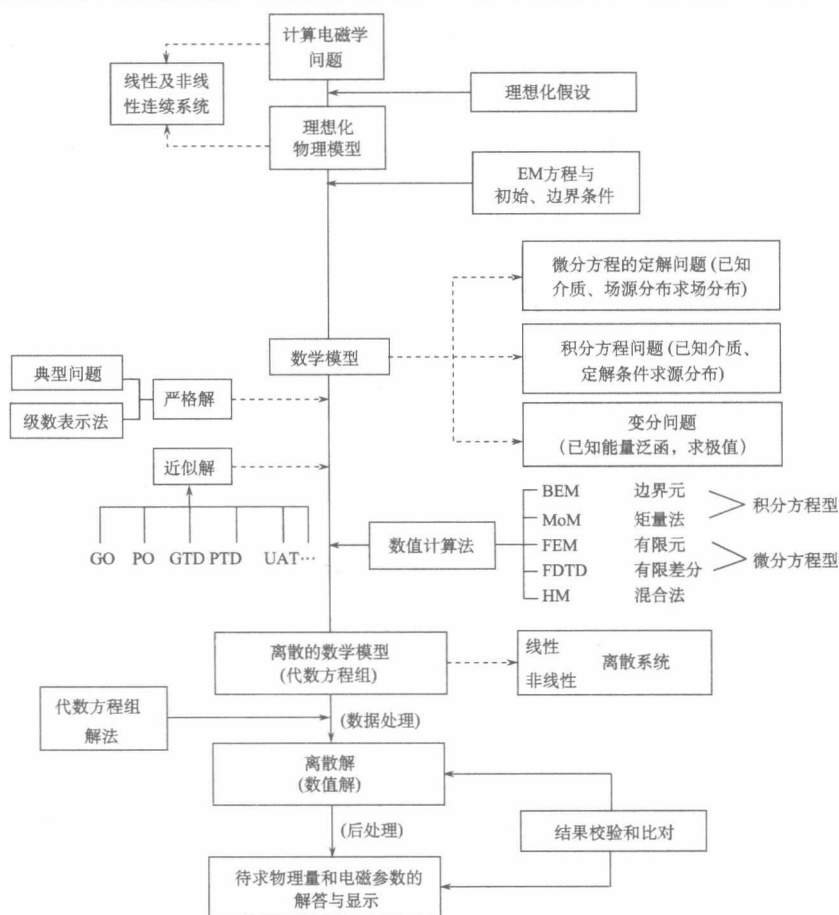 计算电磁学
问题
线性及非线
性连续系统
理想化假设
理想化
物理模型
EM方程与
初始、边界条件
微分方程的定解问题(已知
介质、场源分布求场分布)
数学模型
积分方程问题(已知介质、
定解条件求源分布)
典型问题
级数表示法
严格解
变分问题
(已知能量泛函，求极值)
近似解
GO PO GTD PTD UAT…
数值计算法
BEM 边界元
MoM 矩量法
积分方程型
FEM 有限元
FDTD 有限差分
微分方程型
HM 混合法
离散的数学模型
(代数方程组)
线性
非线性
离散系统
代数方程组
解法
(数据处理)
离散解
(数值解)
(后处理)
结果校验和比对
待求物理量和电磁参数的
解答与显示